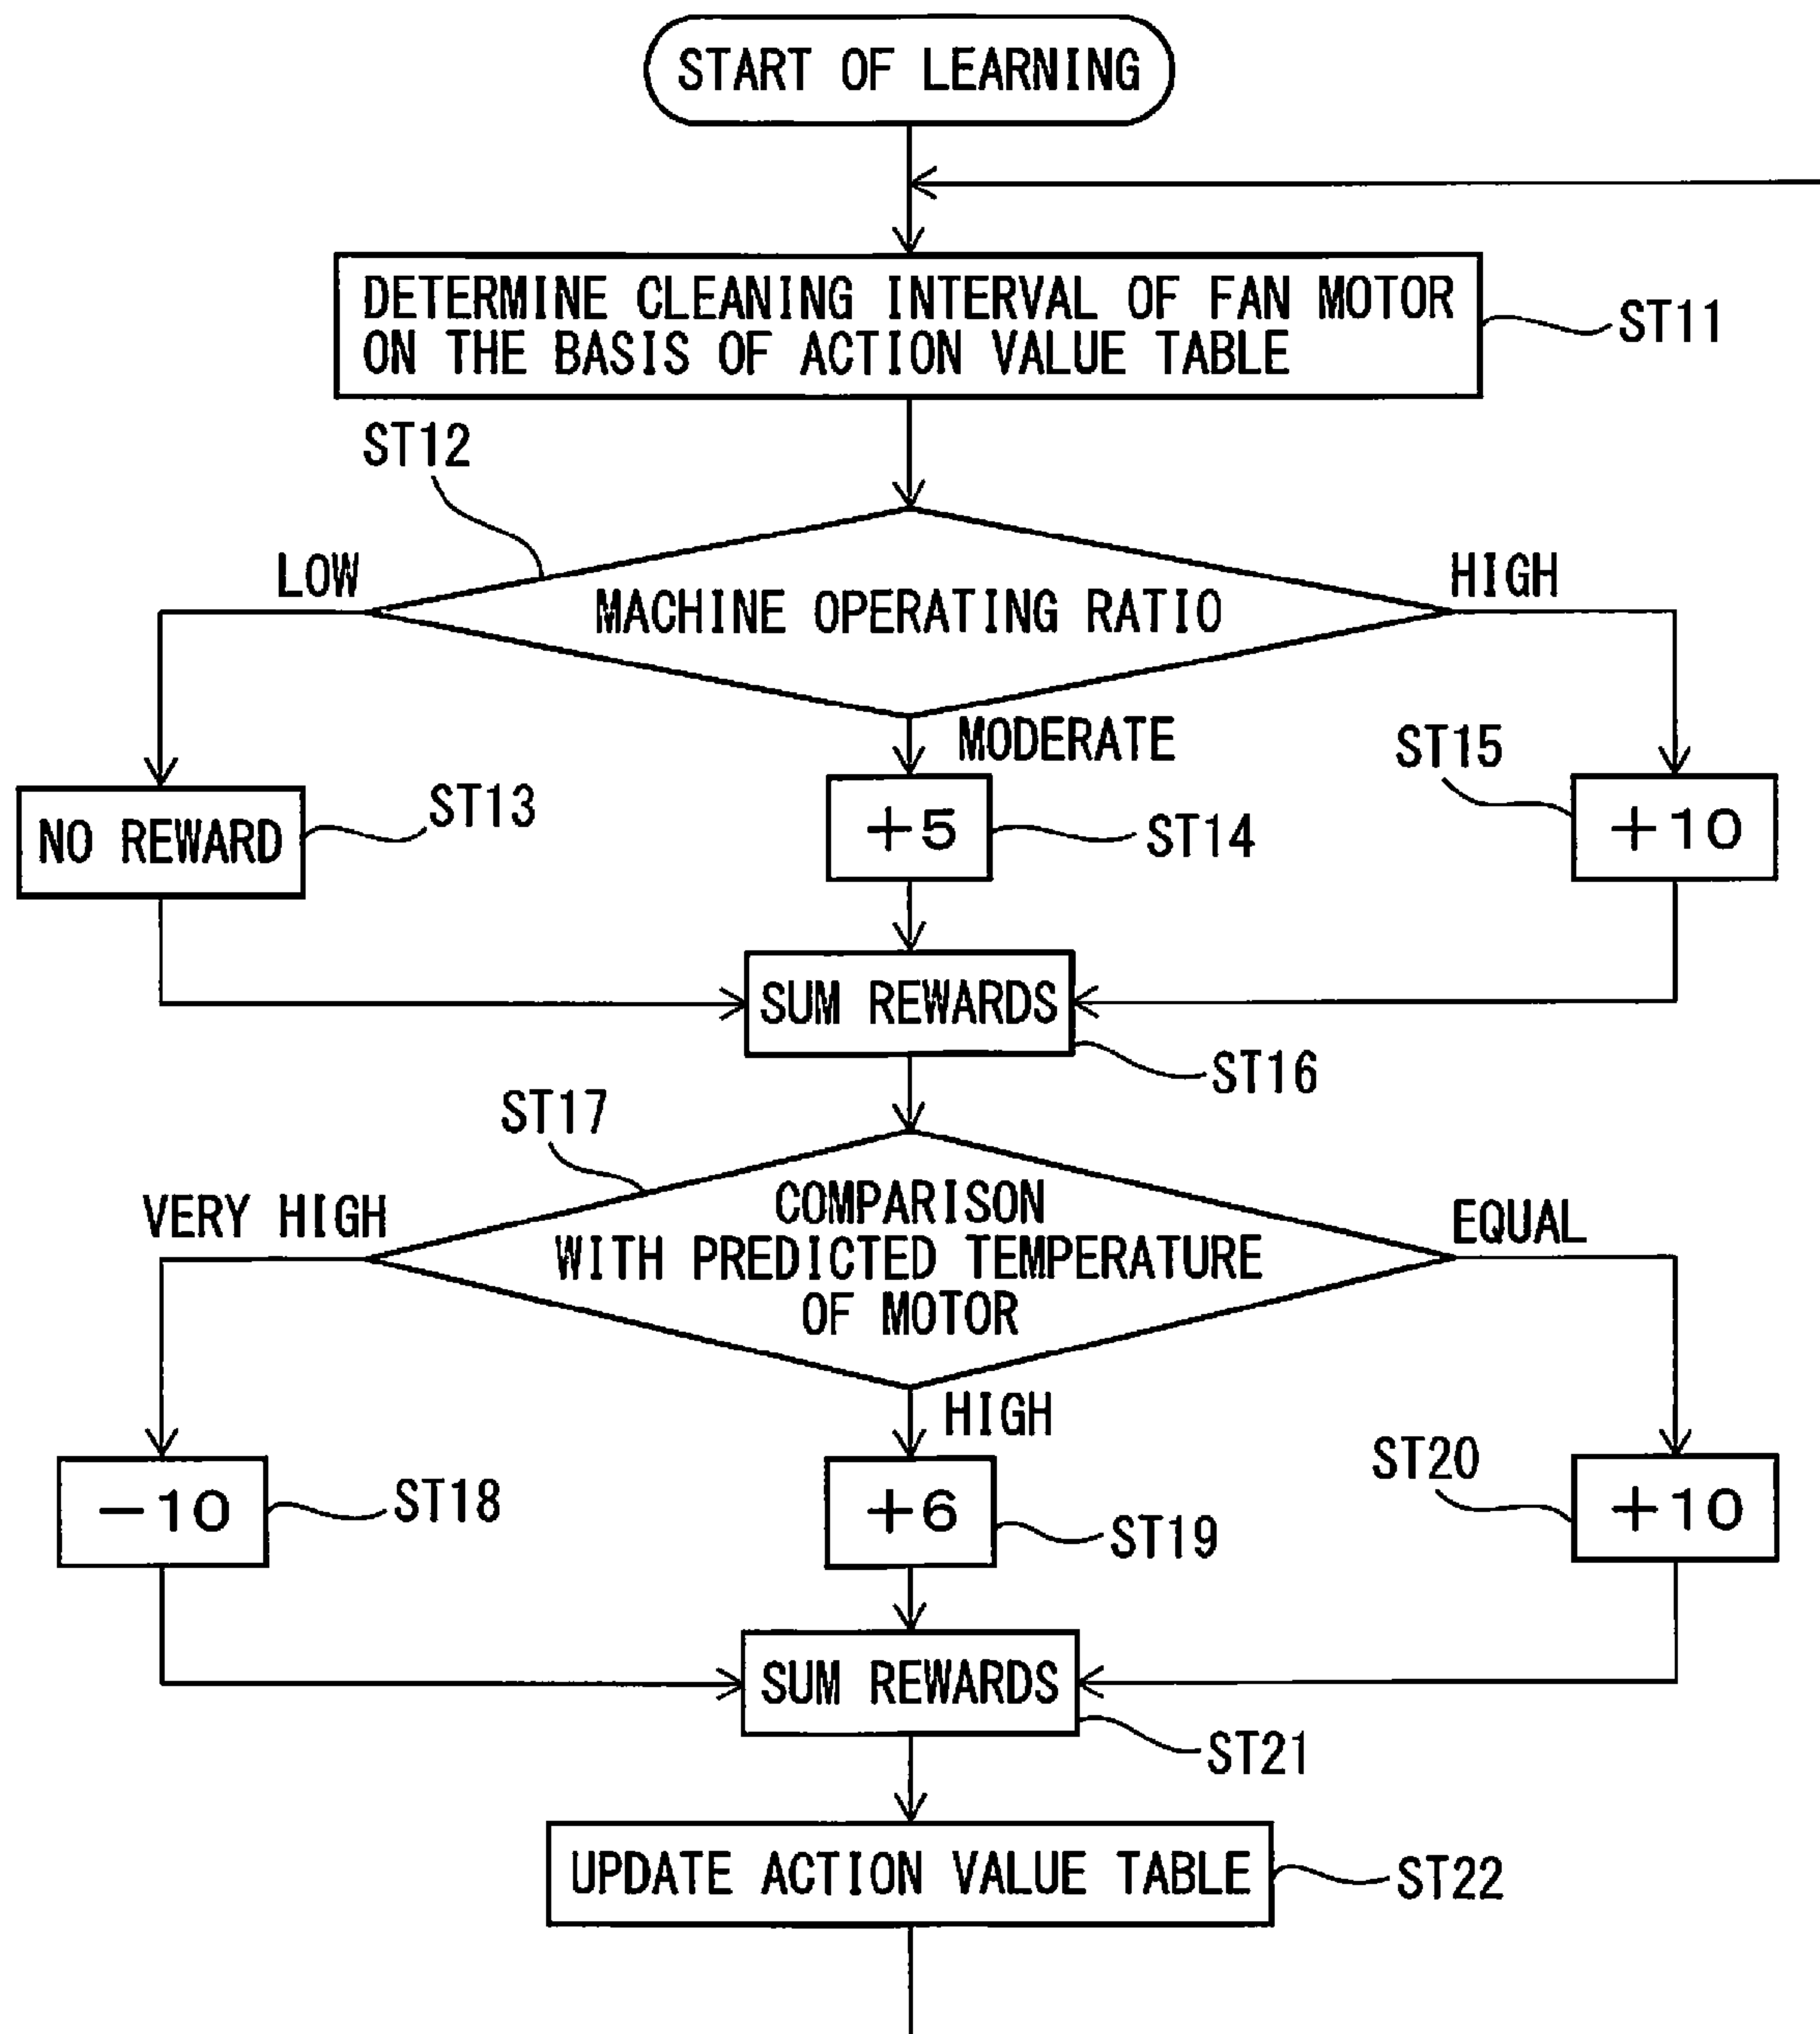 START OF LEARNING
DETERMINE CLEANING INTERVAL OF FAN MOTOR
ON THE BASIS OF ACTION VALUE TABLE
ST11
ST12
LOW
MACHINE OPERATING RATIO
HIGH
MODERATE
NO REWARD
ST13
+5
ST14
ST15
+10
SUM REWARDS
ST16
ST17
VERY HIGH
COMPARISON
WITH PREDICTED TEMPERATURE
OF MOTOR
EQUAL
HIGH
-10
ST18
+6
ST19
ST20
+10
SUM REWARDS
ST21
UPDATE ACTION VALUE TABLE
ST22